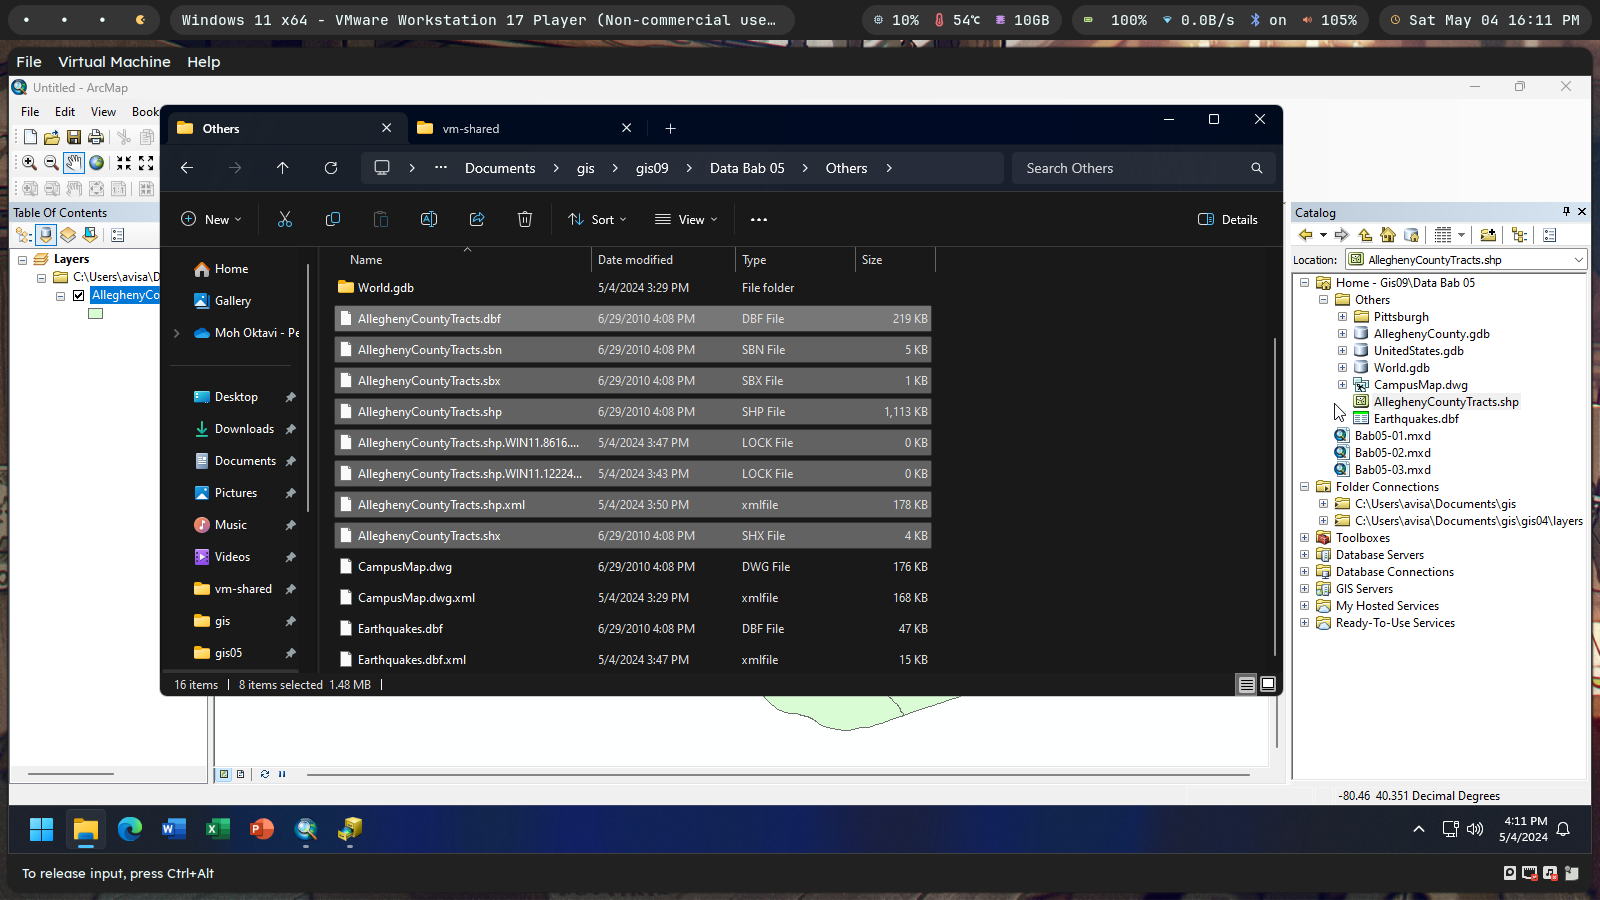 Windows 11 x64 - VMware Workstation 17 Player (Non-commercial use…
10% 54℃ 10GB
100% 0.0B/s on 105%
Sat May 04 16:11 PM
File Virtual Machine Help
Untitled - ArcMap
File Edit View Book
Others
vm-shared
Documents gis gis09 Data Bab 05 Others
Search Others
New
Sort
View
Details
Table Of Contents
Layers
C:\Users\avisa\D
AlleghenyCo
Home
Gallery
Moh Oktavi - Pe
Desktop
Downloads
Documents
Pictures
Music
Videos
vm-shared
gis
gis05
Name Date modified Type Size
World.gdb 5/4/2024 3:29 PM File folder
AlleghenyCountyTracts.dbf 6/29/2010 4:08 PM DBF File 219 KB
AlleghenyCountyTracts.sbn 6/29/2010 4:08 PM SBN File 5 KB
AlleghenyCountyTracts.sbx 6/29/2010 4:08 PM SBX File 1 KB
AlleghenyCountyTracts.shp 6/29/2010 4:08 PM SHP File 1,113 KB
AlleghenyCountyTracts.shp.WIN11.8616.... 5/4/2024 3:47 PM LOCK File 0 KB
AlleghenyCountyTracts.shp.WIN11.12224... 5/4/2024 3:43 PM LOCK File 0 KB
AlleghenyCountyTracts.shp.xml 5/4/2024 3:50 PM xmlfile 178 KB
AlleghenyCountyTracts.shx 6/29/2010 4:08 PM SHX File 4 KB
CampusMap.dwg 6/29/2010 4:08 PM DWG File 176 KB
CampusMap.dwg.xml 5/4/2024 3:29 PM xmlfile 168 KB
Earthquakes.dbf 6/29/2010 4:08 PM DBF File 47 KB
Earthquakes.dbf.xml 5/4/2024 3:47 PM xmlfile 15 KB
16 items 8 items selected 1.48 MB
Catalog
Location: AlleghenyCountyTracts.shp
Home - Gis09\Data Bab 05
Others
Pittsburgh
AlleghenyCounty.gdb
UnitedStates.gdb
World.gdb
CampusMap.dwg
AlleghenyCountyTracts.shp
Earthquakes.dbf
Bab05-01.mxd
Bab05-02.mxd
Bab05-03.mxd
Folder Connections
C:\Users\avisa\Documents\gis
C:\Users\avisa\Documents\gis\gis04\layers
Toolboxes
Database Servers
Database Connections
GIS Servers
My Hosted Services
Ready-To-Use Services
-80.46 40.351 Decimal Degrees
4:11 PM
5/4/2024
To release input, press Ctrl+Alt